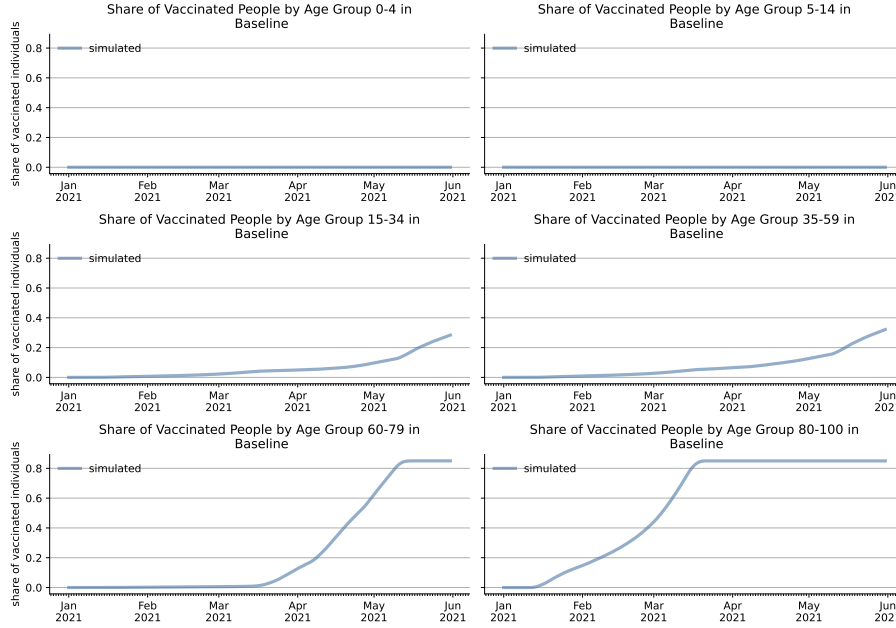 Share of Vaccinated People by Age Group 0-4 in
Baseline
share of vaccinated individuals
simulated
0.8
0.6
0.4
0.2
0.0
Jan Feb Mar Apr May Jun
2021 2021 2021 2021 2021 2021
Share of Vaccinated People by Age Group 5-14 in
Baseline
simulated
Jan Feb Mar Apr May Jun
2021 2021 2021 2021 2021 202
Share of Vaccinated People by Age Group 15-34 in
Baseline
share of vaccinated individuals
simulated
0.8
0.6
0.4
0.2
0.0
Jan Feb Mar Apr May Jun
2021 2021 2021 2021 2021 2021
Share of Vaccinated People by Age Group 35-59 in
Baseline
simulated
Jan Feb Mar Apr May Jun
2021 2021 2021 2021 2021 202
Share of Vaccinated People by Age Group 60-79 in
Baseline
share of vaccinated individuals
simulated
0.8
0.6
0.4
0.2
0.0
Jan Feb Mar Apr May Jun
2021 2021 2021 2021 2021 2021
Share of Vaccinated People by Age Group 80-100 in
Baseline
simulated
Jan Feb Mar Apr May Jun
2021 2021 2021 2021 2021 202